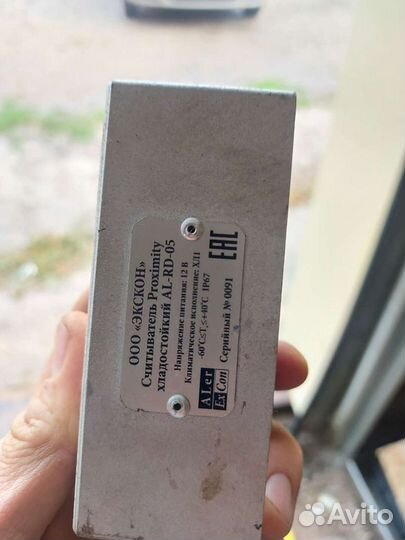 ООО «ЭКСКОН»
Считыватель Proximity
хладостойкий AL-RD-05
Напряжение питания: 12 В
Климатическое исполнение: ХЛ1
-60°C≤Tₐ≤+40°C IP67
Серийный № 0091
EAC
ALer
ExCon
Avito